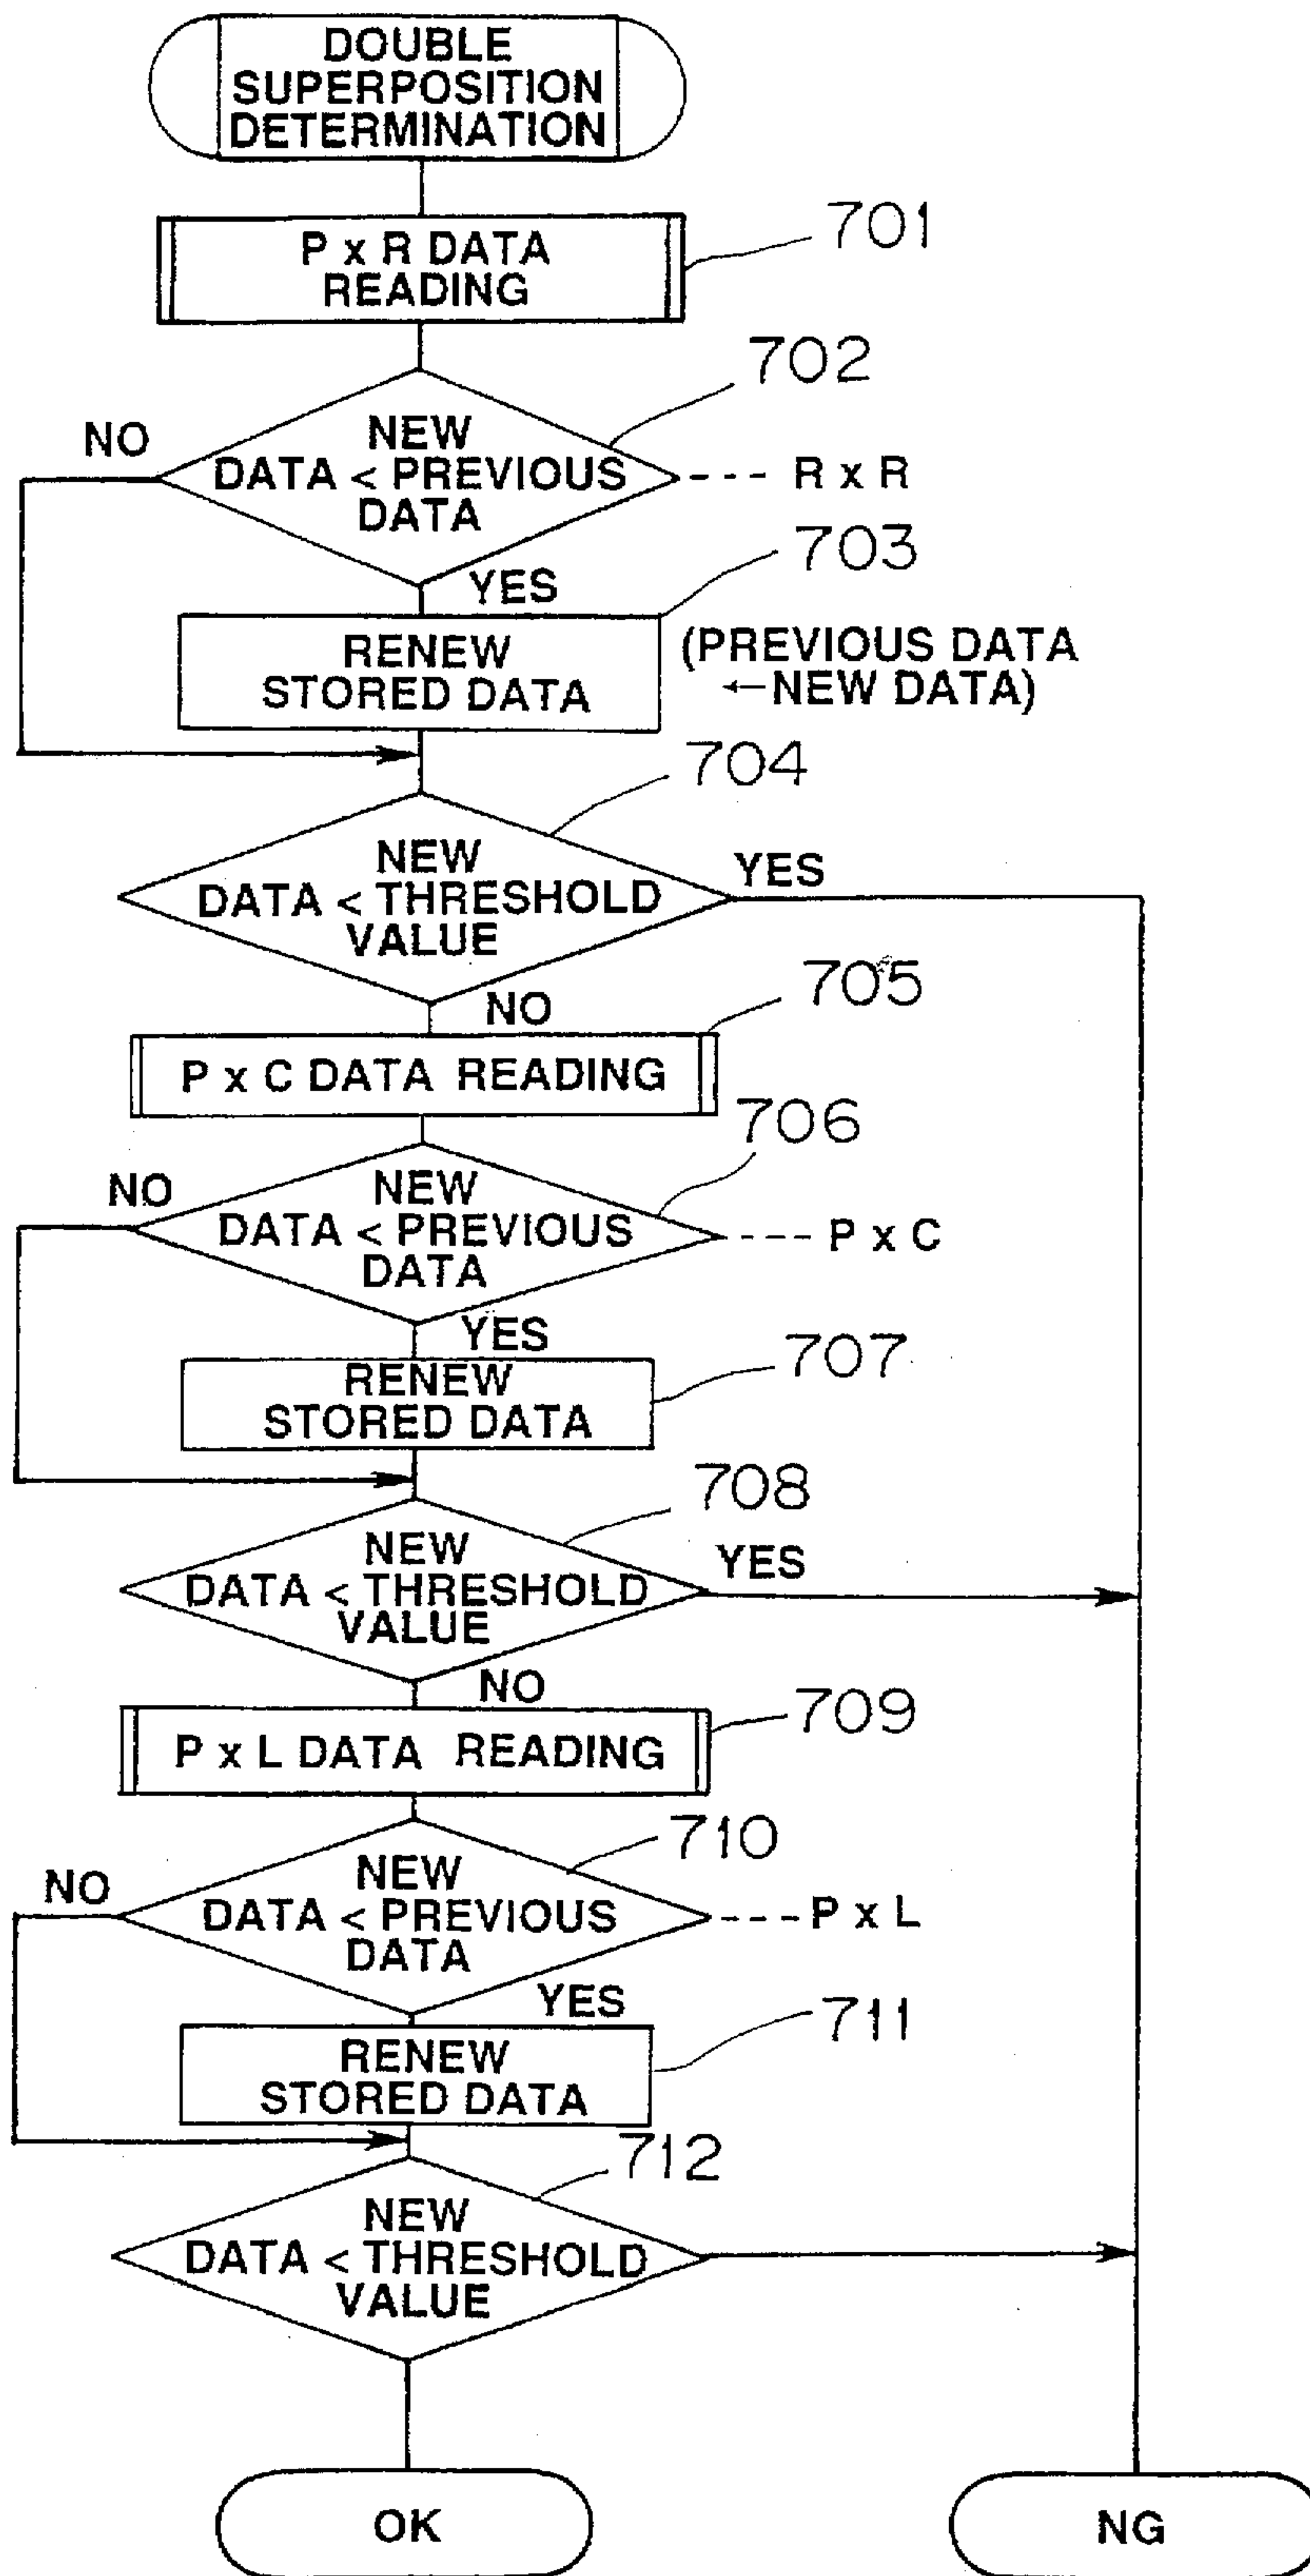 DOUBLE
SUPERPOSITION
DETERMINATION
P x R DATA
READING
701
702
NO
NEW
DATA < PREVIOUS
DATA
R x R
703
YES
RENEW
STORED DATA
(PREVIOUS DATA
←NEW DATA)
704
NEW
DATA < THRESHOLD
VALUE
YES
705
NO
P x C DATA READING
706
NO
NEW
DATA < PREVIOUS
DATA
P x C
YES
707
RENEW
STORED DATA
708
NEW
DATA < THRESHOLD
VALUE
YES
NO
709
P x L DATA READING
710
NO
NEW
DATA < PREVIOUS
DATA
P x L
YES
711
RENEW
STORED DATA
712
NEW
DATA < THRESHOLD
VALUE
OK
NG